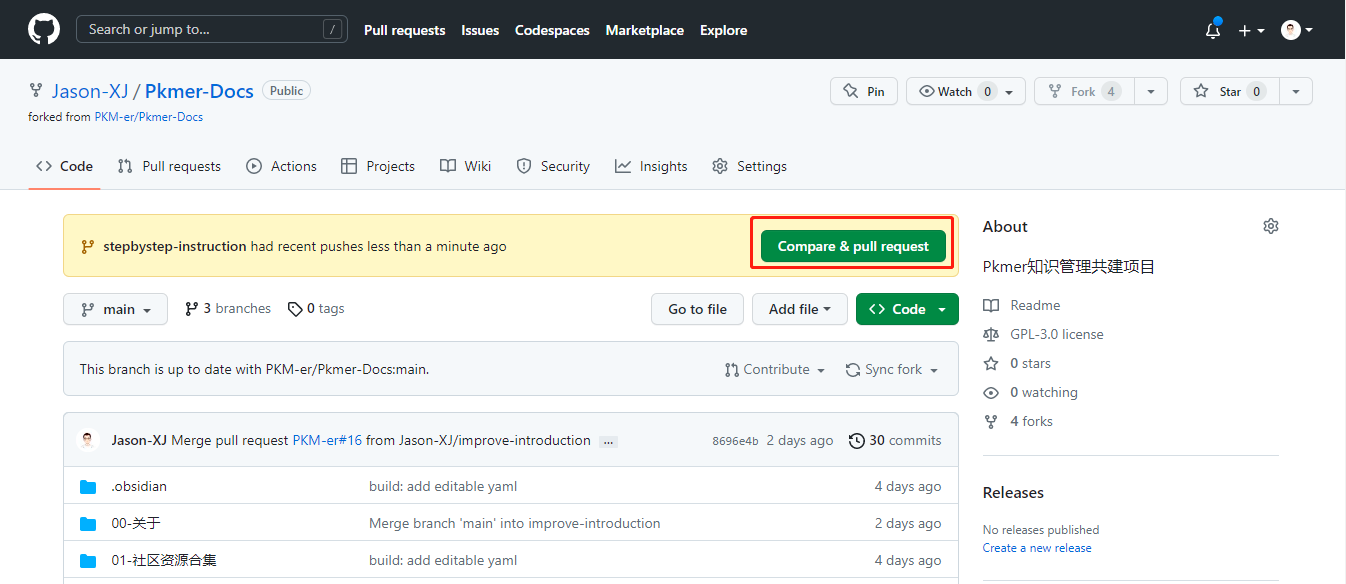 Search or jump to... /
Pull requests Issues Codespaces Marketplace Explore
Jason-XJ / Pkmer-Docs Public
Pin Watch 0 Fork 4 Star 0
forked from PKM-er/Pkmer-Docs
Code Pull requests Actions Projects Wiki Security Insights Settings
stepbystep-instruction had recent pushes less than a minute ago Compare & pull request
main 3 branches 0 tags Go to file Add file Code
This branch is up to date with PKM-er/Pkmer-Docs:main. Contribute Sync fork
Jason-XJ Merge pull request PKM-er#16 from Jason-XJ/improve-introduction ... 8696e4b 2 days ago 30 commits
.obsidian build: add editable yaml 4 days ago
00-关于 Merge branch 'main' into improve-introduction 2 days ago
01-社区资源合集 build: add editable yaml 4 days ago
About
Pkmer知识管理共建项目
Readme
GPL-3.0 license
0 stars
0 watching
4 forks
Releases
No releases published
Create a new release